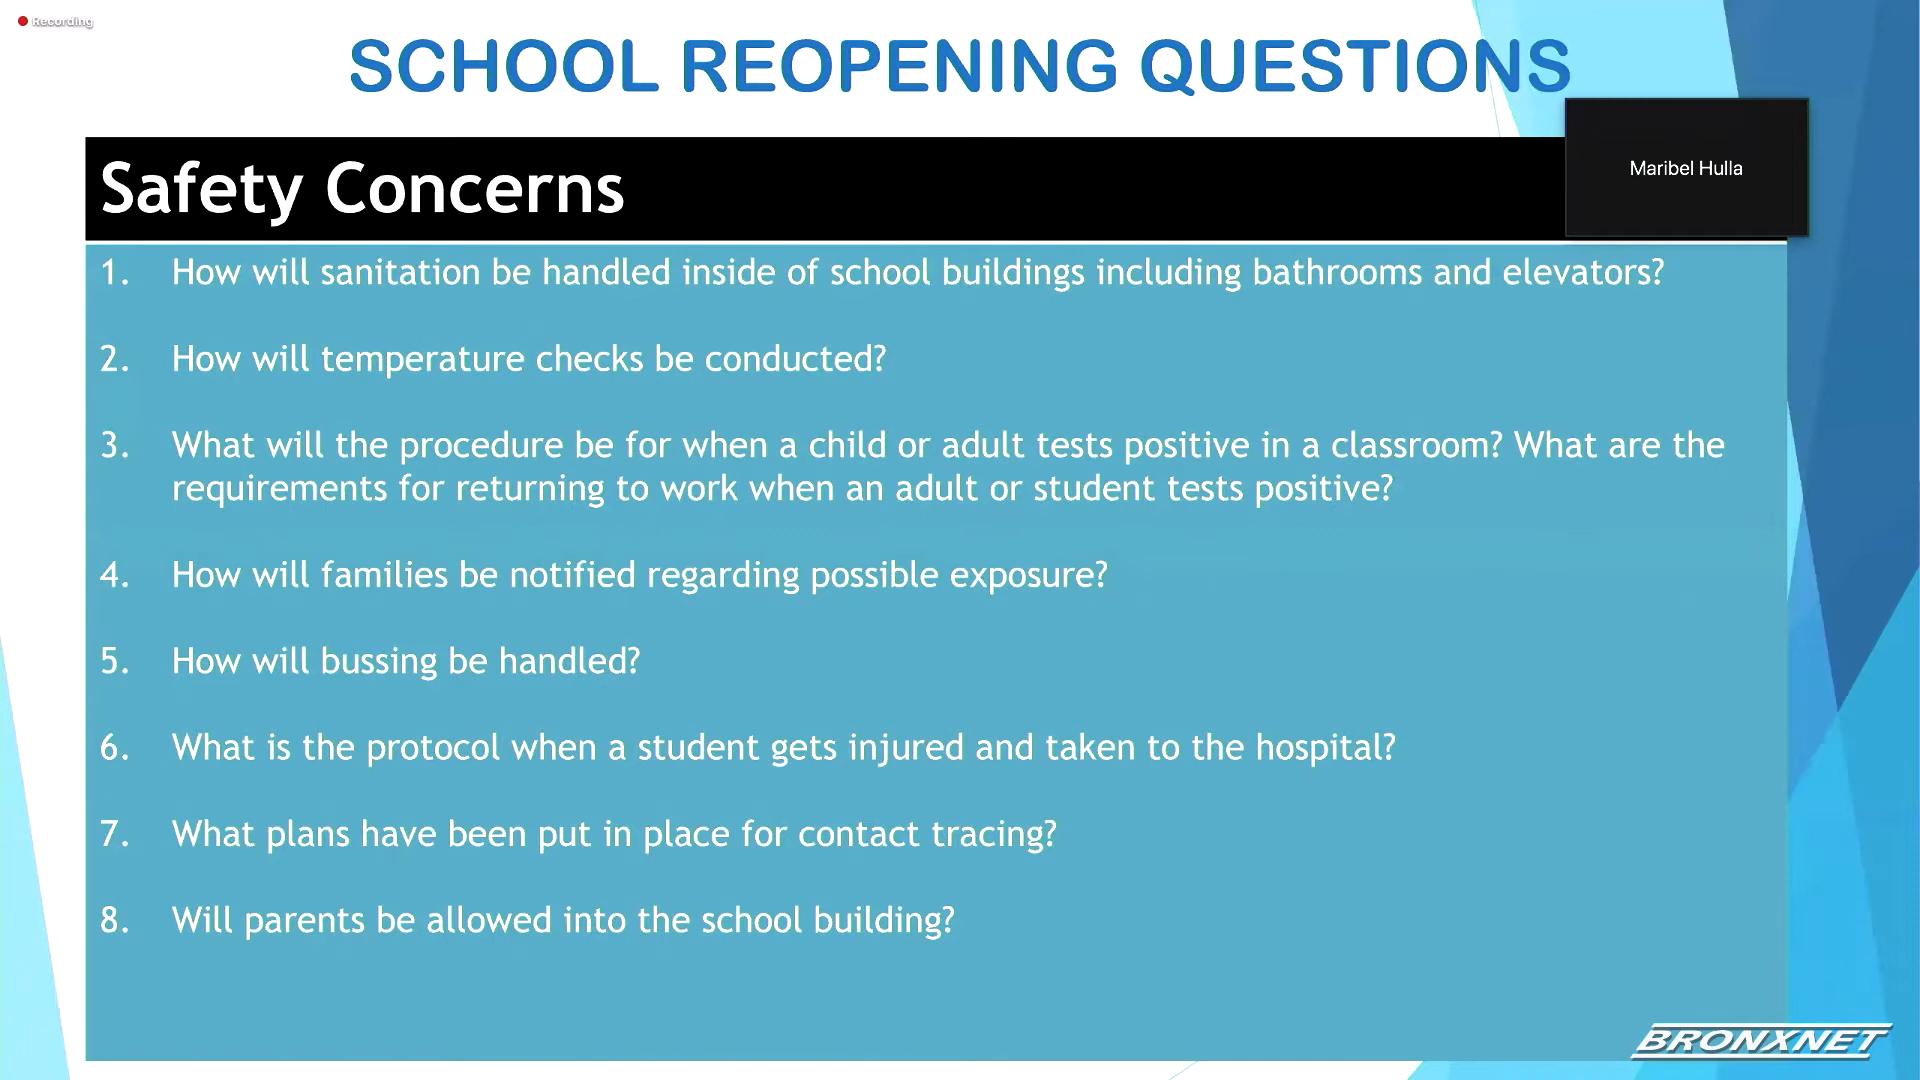 Recording
SCHOOL REOPENING QUESTIONS
Maribel Hulla
Safety Concerns
1. How will sanitation be handled inside of school buildings including bathrooms and elevators?
2. How will temperature checks be conducted?
3. What will the procedure be for when a child or adult tests positive in a classroom? What are the
requirements for returning to work when an adult or student tests positive?
4. How will families be notified regarding possible exposure?
5. How will bussing be handled?
6. What is the protocol when a student gets injured and taken to the hospital?
7. What plans have been put in place for contact tracing?
8. Will parents be allowed into the school building?
BRONXNET